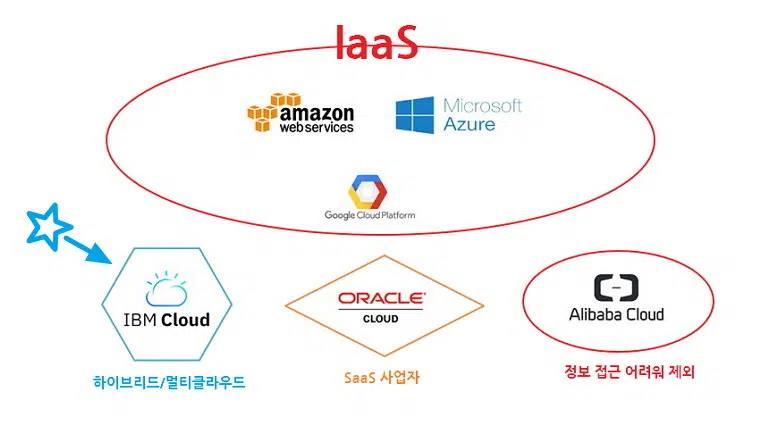 IaaS
amazon
webservices
Microsoft
Azure
Google Cloud Platform
IBM Cloud
ORACLE
CLOUD
Alibaba Cloud
하이브리드/멀티클라우드
SaaS 사업자
정보 접근 어려워 제외